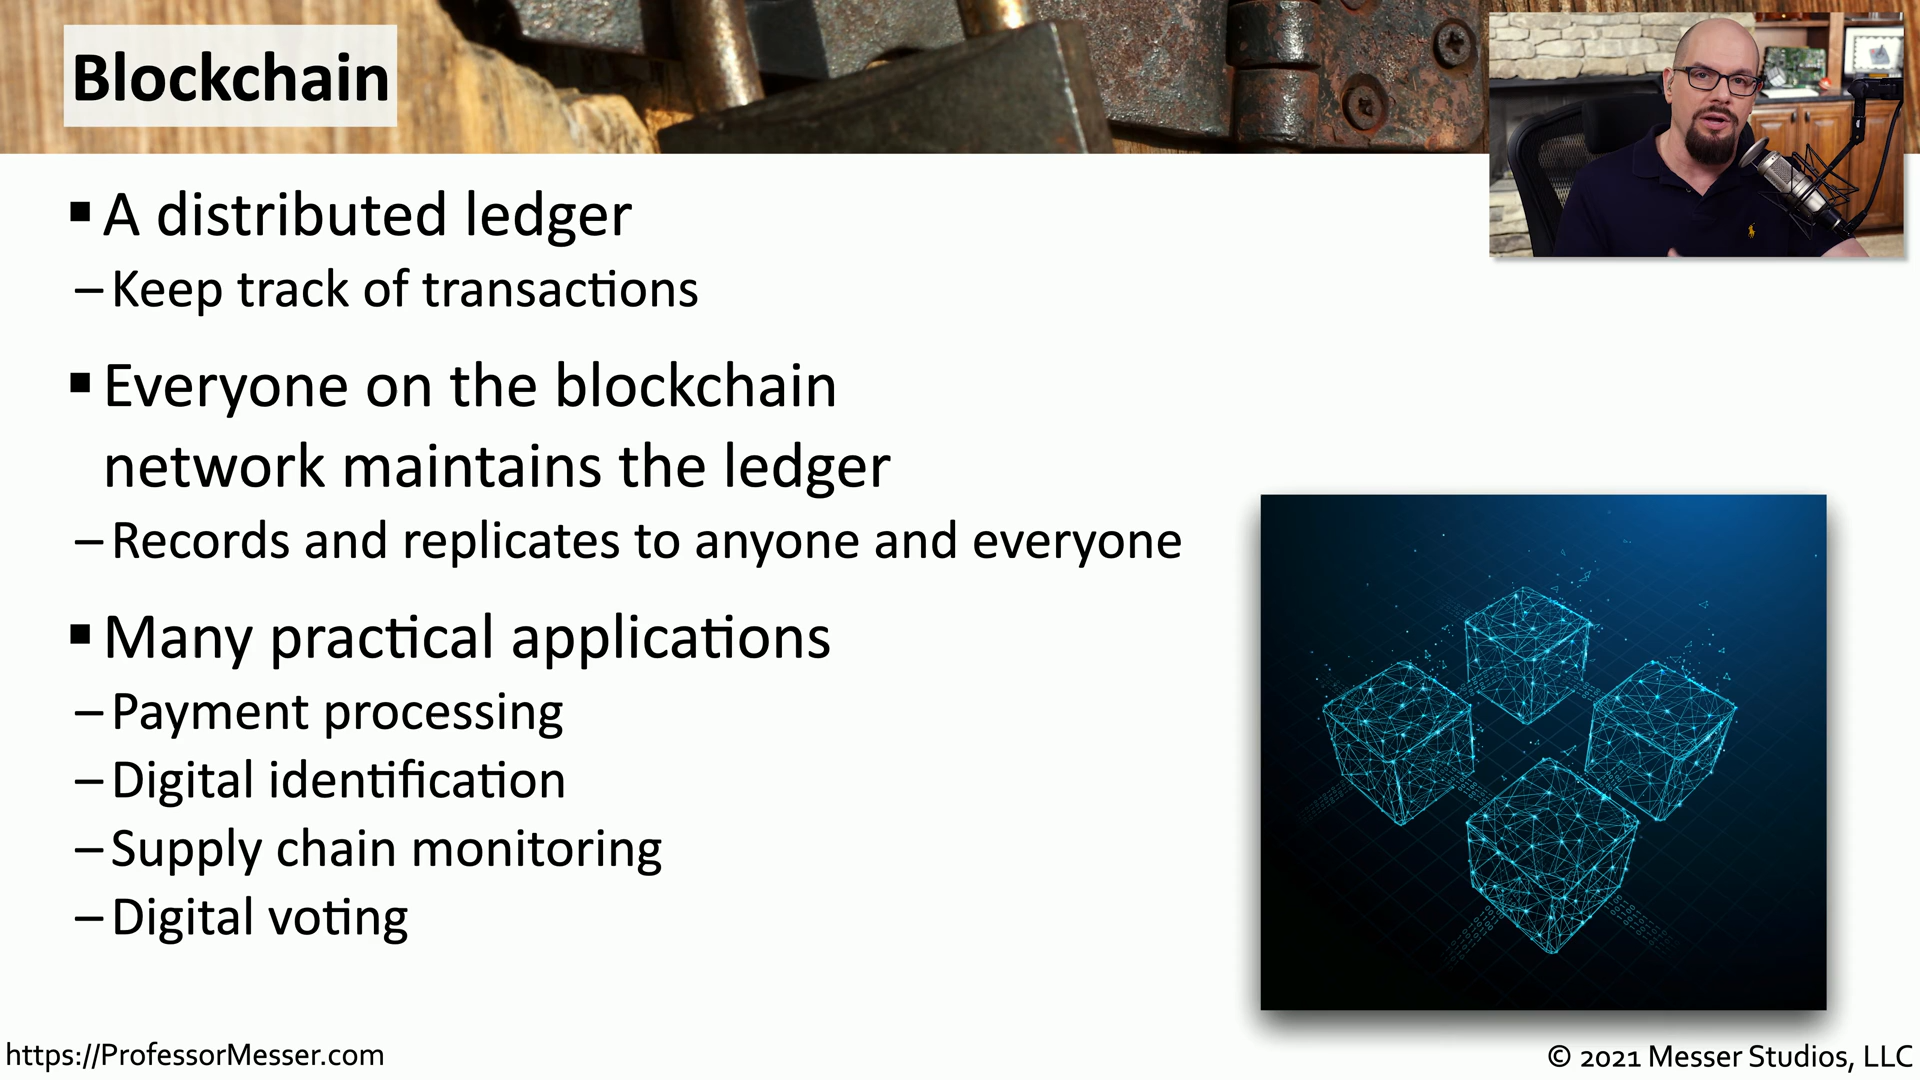 Blockchain
▪ A distributed ledger
– Keep track of transactions
▪ Everyone on the blockchain
network maintains the ledger
– Records and replicates to anyone and everyone
▪ Many practical applications
– Payment processing
– Digital identification
– Supply chain monitoring
– Digital voting
https://ProfessorMesser.com
© 2021 Messer Studios, LLC